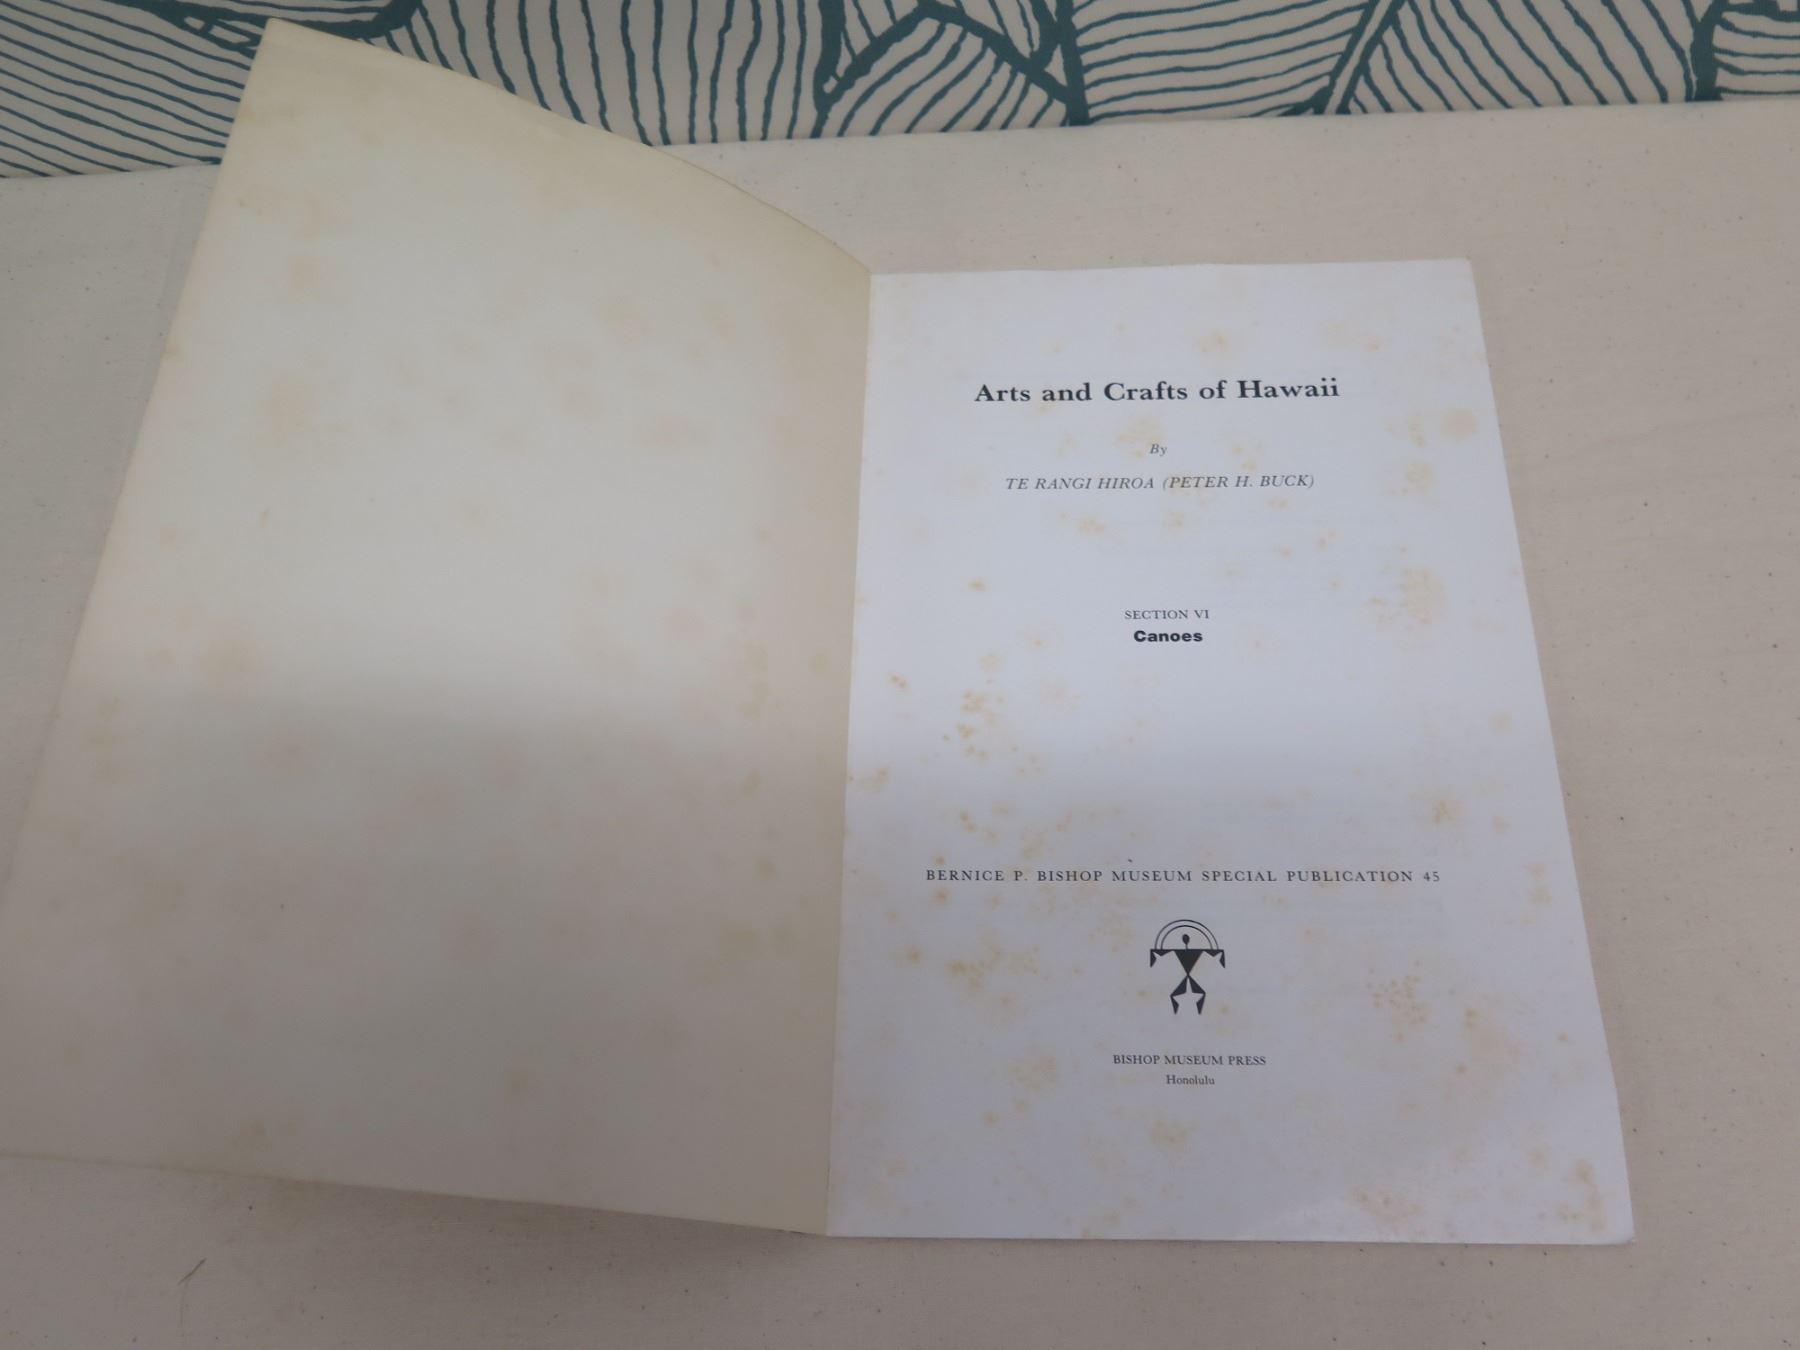 Arts and Crafts of Hawaii
By
TE RANGI HIROA (PETER H. BUCK)
SECTION VI
Canoes
BERNICE P. BISHOP MUSEUM SPECIAL PUBLICATION 45
BISHOP MUSEUM PRESS
Honolulu